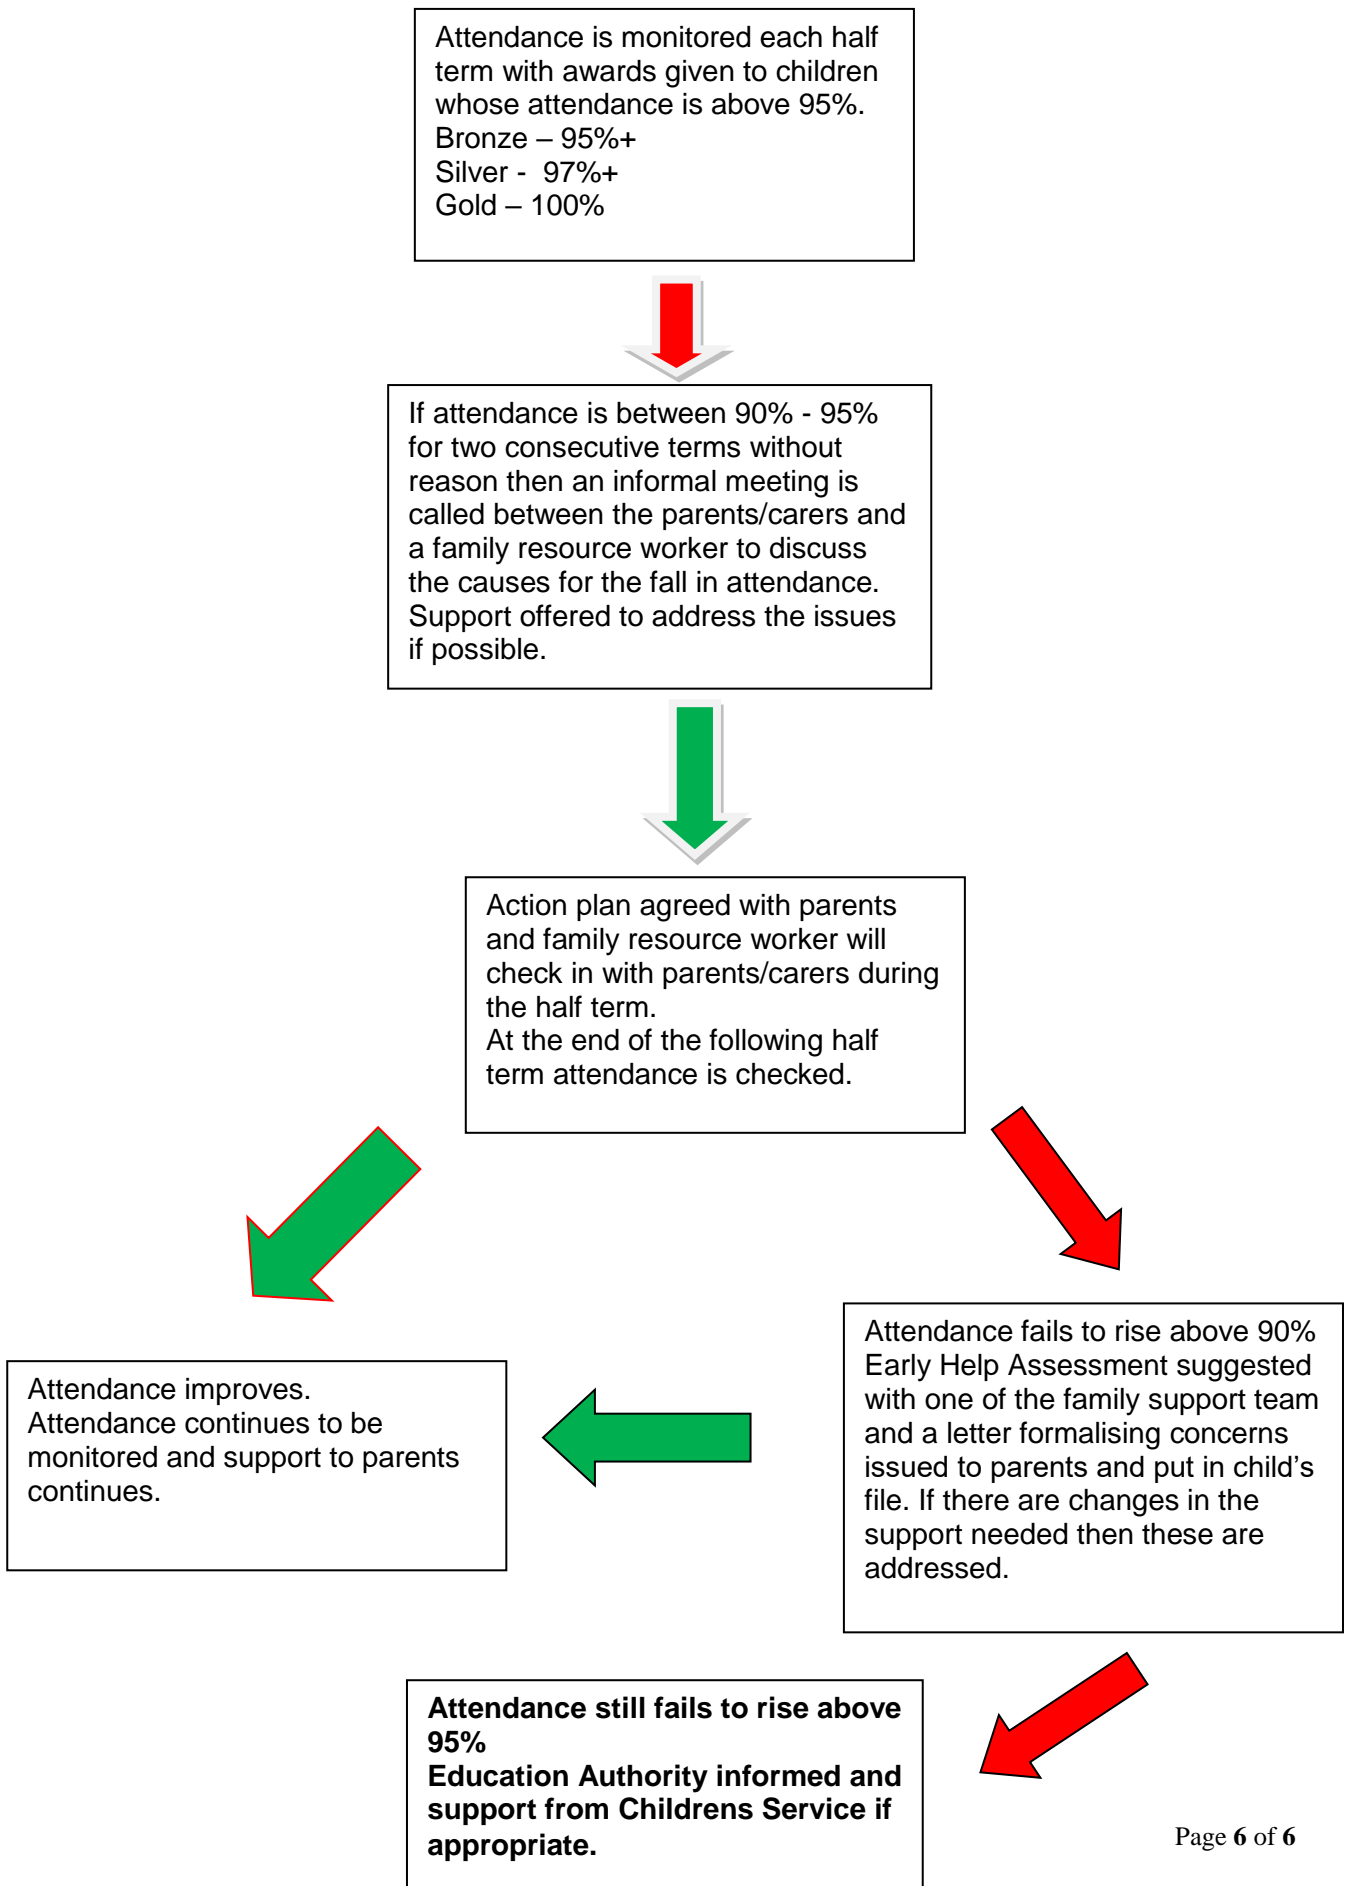 Attendance is monitored each half
term with awards given to children
whose attendance is above 95%.
Bronze – 95%+
Silver -  97%+
Gold – 100%
If attendance is between 90% - 95%
for two consecutive terms without
reason then an informal meeting is
called between the parents/carers and
a family resource worker to discuss
the causes for the fall in attendance.
Support offered to address the issues
if possible.
Action plan agreed with parents
and family resource worker will
check in with parents/carers during
the half term.
At the end of the following half
term attendance is checked.
Attendance improves.
Attendance continues to be
monitored and support to parents
continues.
Attendance fails to rise above 90%
Early Help Assessment suggested
with one of the family support team
and a letter formalising concerns
issued to parents and put in child’s
file. If there are changes in the
support needed then these are
addressed.
Attendance still fails to rise above
95%
Education Authority informed and
support from Childrens Service if
appropriate.
Page 6 of 6